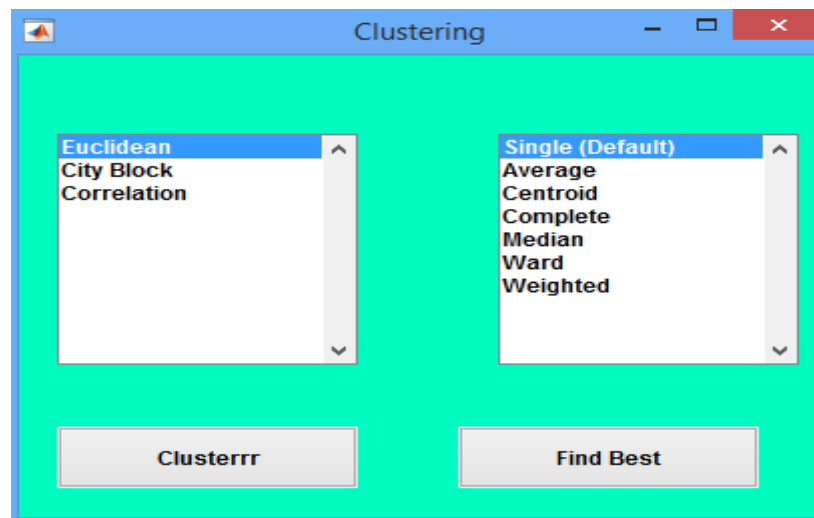 Clustering
Euclidean
City Block
Correlation
Single (Default)
Average
Centroid
Complete
Median
Ward
Weighted
Clusterrr
Find Best